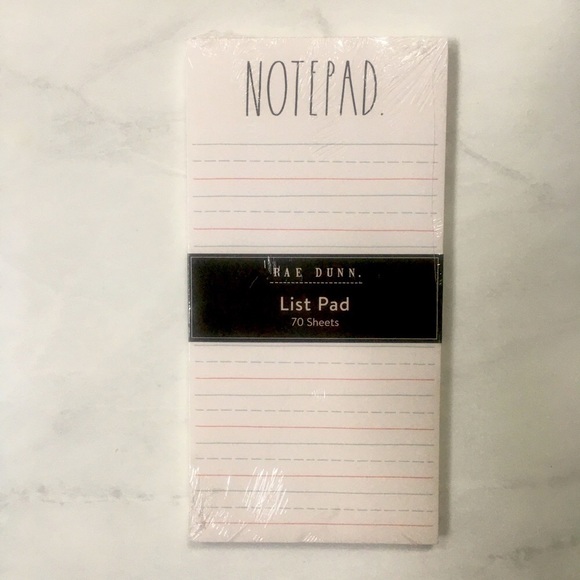 NOTEPAD.
RAE DUNN.
List Pad
70 Sheets